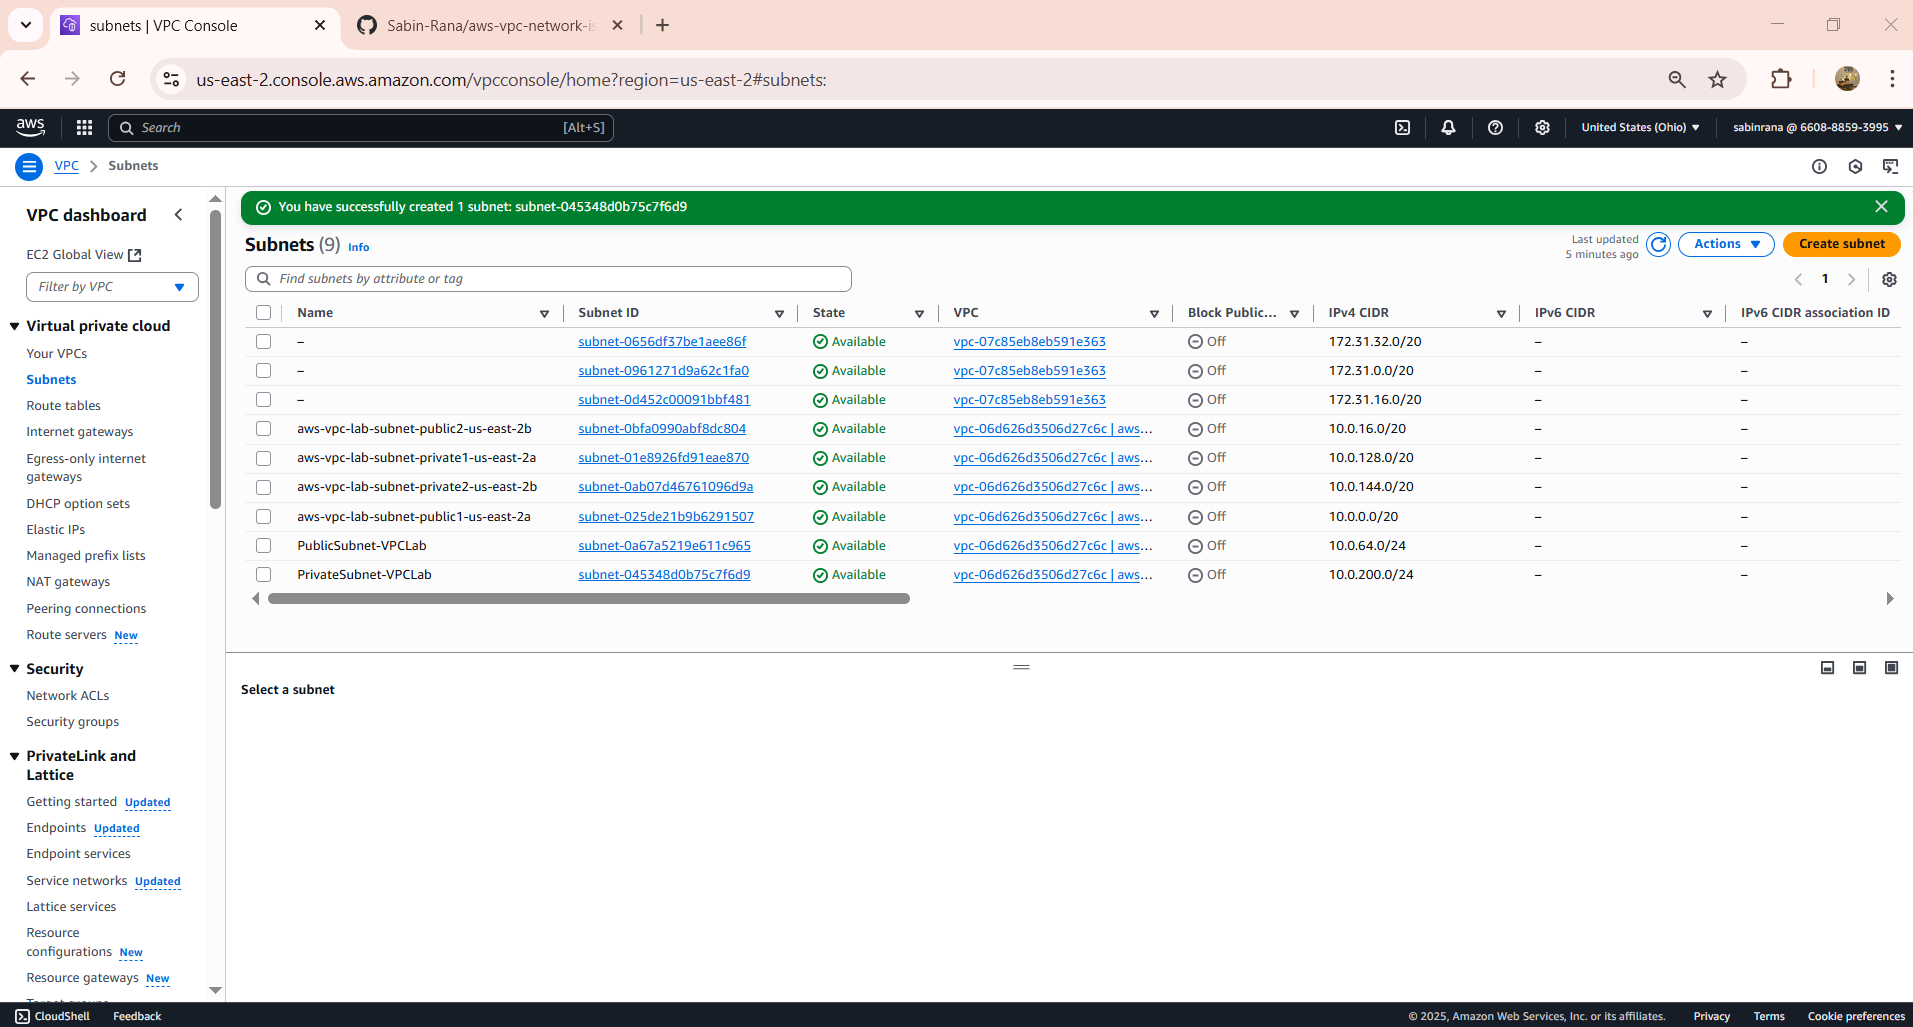 subnets | VPC Console
Sabin-Rana/aws-vpc-network-is
us-east-2.console.aws.amazon.com/vpcconsole/home?region=us-east-2#subnets:
aws
Search
[Alt+S]
United States (Ohio)
sabinrana @ 6608-8859-3995
VPC
Subnets
VPC dashboard
EC2 Global View
Filter by VPC
Virtual private cloud
Your VPCs
Subnets
Route tables
Internet gateways
Egress-only internet
gateways
DHCP option sets
Elastic IPs
Managed prefix lists
NAT gateways
Peering connections
Route servers New
Security
Network ACLs
Security groups
PrivateLink and
Lattice
Getting started Updated
Endpoints Updated
Endpoint services
Service networks Updated
Lattice services
Resource
configurations New
Resource gateways New
Target groups
You have successfully created 1 subnet: subnet-045348d0b75c7f6d9
Subnets (9) Info
Last updated
5 minutes ago
Actions
Create subnet
Find subnets by attribute or tag
1
Name Subnet ID State VPC Block Public... IPv4 CIDR IPv6 CIDR IPv6 CIDR association ID
– subnet-0656df37be1aee86f Available vpc-07c85eb8eb591e363 Off 172.31.32.0/20 – –
– subnet-0961271d9a62c1fa0 Available vpc-07c85eb8eb591e363 Off 172.31.0.0/20 – –
– subnet-0d452c00091bbf481 Available vpc-07c85eb8eb591e363 Off 172.31.16.0/20 – –
aws-vpc-lab-subnet-public2-us-east-2b subnet-0bfa0990abf8dc804 Available vpc-06d626d3506d27c6c | aws... Off 10.0.16.0/20 – –
aws-vpc-lab-subnet-private1-us-east-2a subnet-01e8926fd91eae870 Available vpc-06d626d3506d27c6c | aws... Off 10.0.128.0/20 – –
aws-vpc-lab-subnet-private2-us-east-2b subnet-0ab07d46761096d9a Available vpc-06d626d3506d27c6c | aws... Off 10.0.144.0/20 – –
aws-vpc-lab-subnet-public1-us-east-2a subnet-025de21b9b6291507 Available vpc-06d626d3506d27c6c | aws... Off 10.0.0.0/20 – –
PublicSubnet-VPCLab subnet-0a67a5219e611c965 Available vpc-06d626d3506d27c6c | aws... Off 10.0.64.0/24 – –
PrivateSubnet-VPCLab subnet-045348d0b75c7f6d9 Available vpc-06d626d3506d27c6c | aws... Off 10.0.200.0/24 – –
Select a subnet
CloudShell
Feedback
© 2025, Amazon Web Services, Inc. or its affiliates.
Privacy
Terms
Cookie preferences